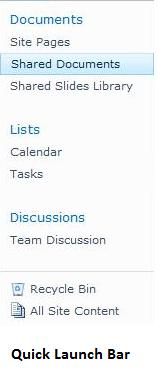 Documents
Site Pages
Shared Documents
Shared Slides Library
Lists
Calendar
Tasks
Discussions
Team Discussion
Recycle Bin
All Site Content
Quick Launch Bar